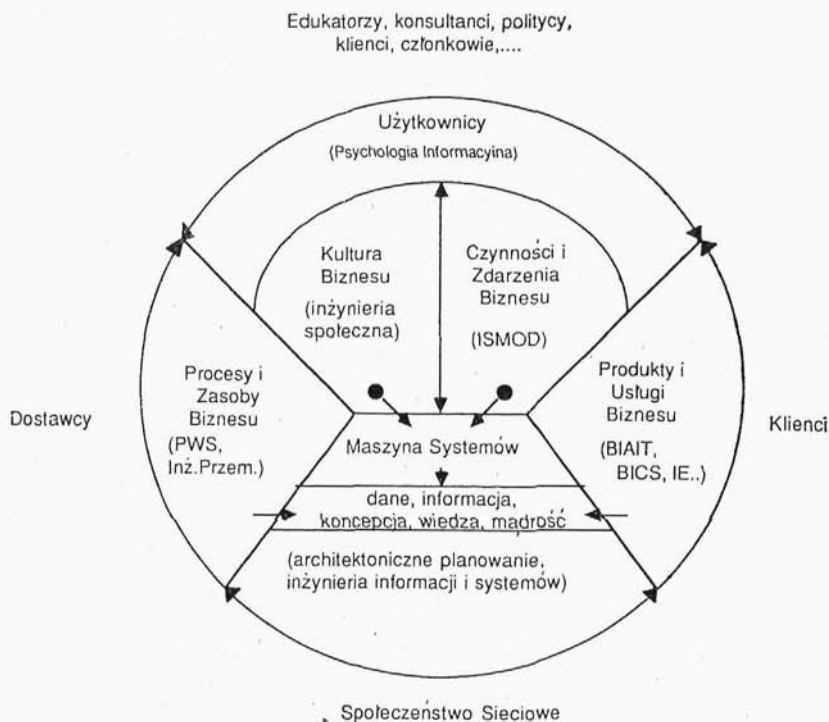 Edukatorzy, konsultanci, politycy,
klienci, członkowie,....
Użytkownicy
(Psychologia Informacyjna)
Kultura
Biznesu
(inżynieria
społeczna)
Czynności i
Zdarzenia
Biznesu
(ISMOD)
Procesy i
Zasoby
Biznesu
(PWS,
Inż.Przem.)
Dostawcy
Produkty i
Usługi
Biznesu
(BIAIT,
BICS, IE..)
Klienci
Maszyna Systemów
dane, informacja,
koncepcja, wiedza, mądrość
(architektoniczne planowanie,
inżynieria informacji i systemów)
Społeczeństwo Sieciowe